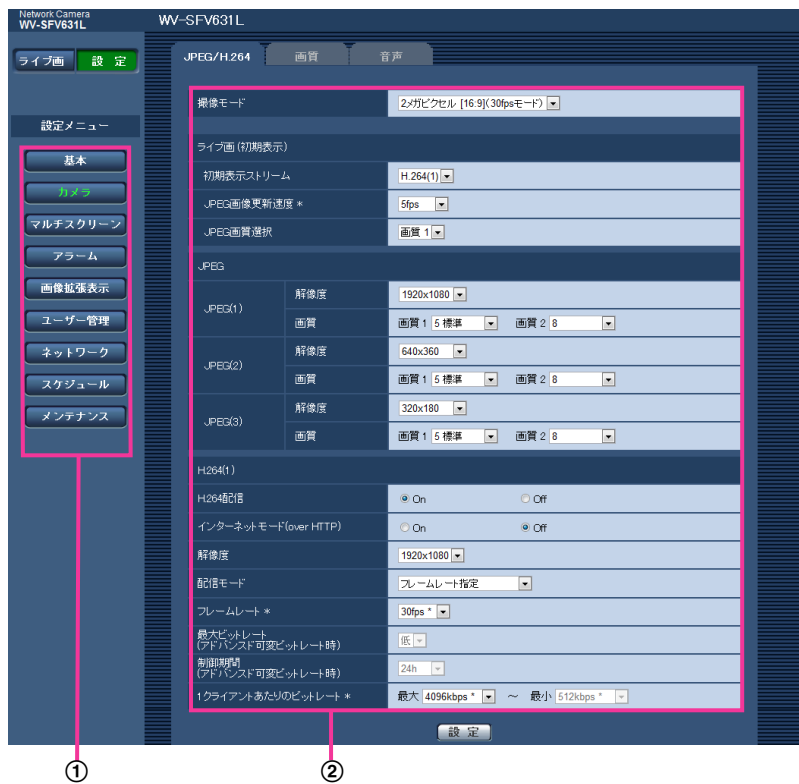 Network Camera
WV-SFV631L
WV-SFV631L
ライブ画 設 定
設定メニュー
基本
カメラ
マルチスクリーン
アラーム
画像拡張表示
ユーザー管理
ネットワーク
スケジュール
メンテナンス
①
JPEG/H.264 画質 音声
撮像モード 2メガピクセル [16:9](30fpsモード)
ライブ画 (初期表示)
初期表示ストリーム H.264(1)
JPEG画像更新速度 * 5fps
JPEG画質選択 画質 1
JPEG
JPEG(1) 解像度 1920x1080
画質 画質 1 5 標準 画質 2 8
JPEG(2) 解像度 640x360
画質 画質 1 5 標準 画質 2 8
JPEG(3) 解像度 320x180
画質 画質 1 5 標準 画質 2 8
H.264(1)
H.264配信 On Off
インターネットモード(over HTTP) On Off
解像度 1920x1080
配信モード フレームレート指定
フレームレート * 30fps *
最大ビットレート
(アドバンスド可変ビットレート時) 低
制御期間
(アドバンスド可変ビットレート時) 24h
1クライアントあたりのビットレート * 最大 4096kbps * ~ 最小 512kbps *
設 定
②